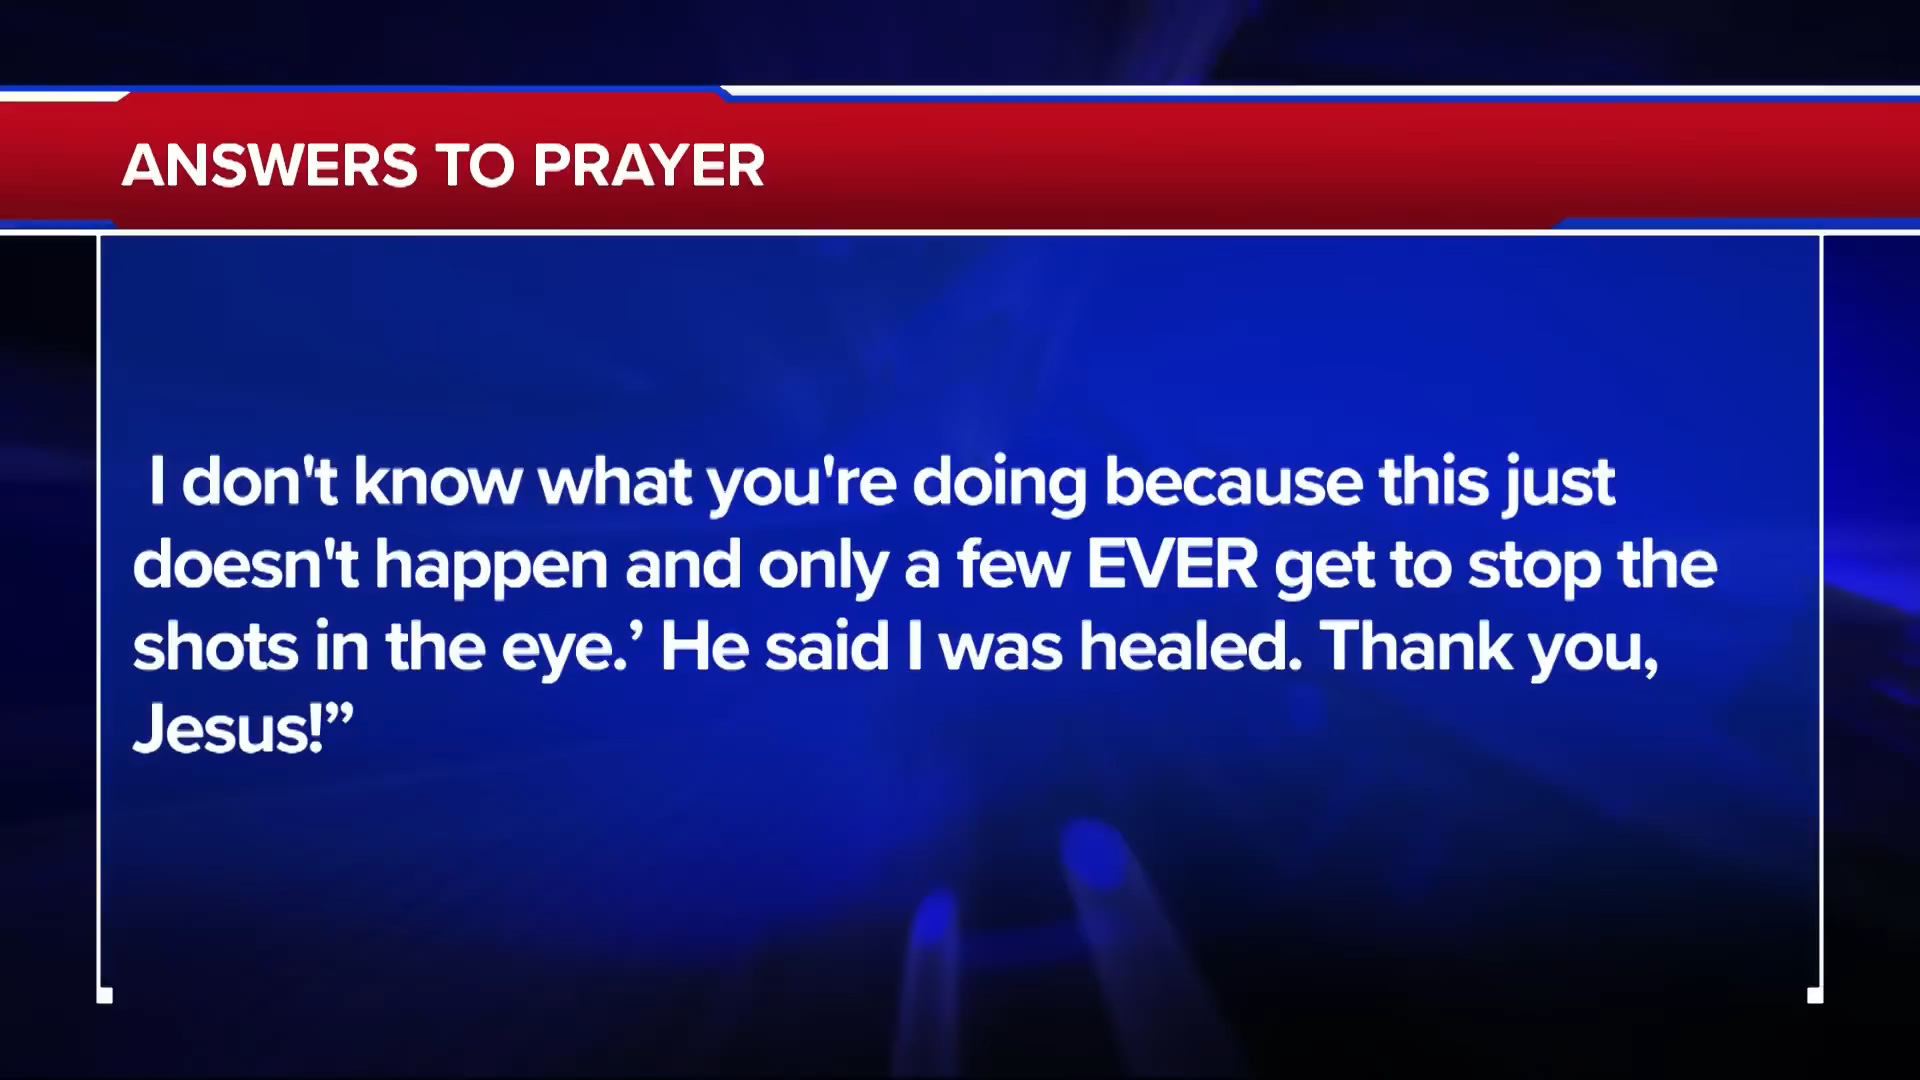 ANSWERS TO PRAYER
I don't know what you're doing because this just
doesn't happen and only a few EVER get to stop the
shots in the eye.’ He said I was healed. Thank you,
Jesus!”